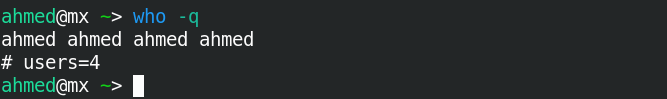 ahmed@mx ~> who -q
ahmed ahmed ahmed ahmed
# users=4
ahmed@mx ~>